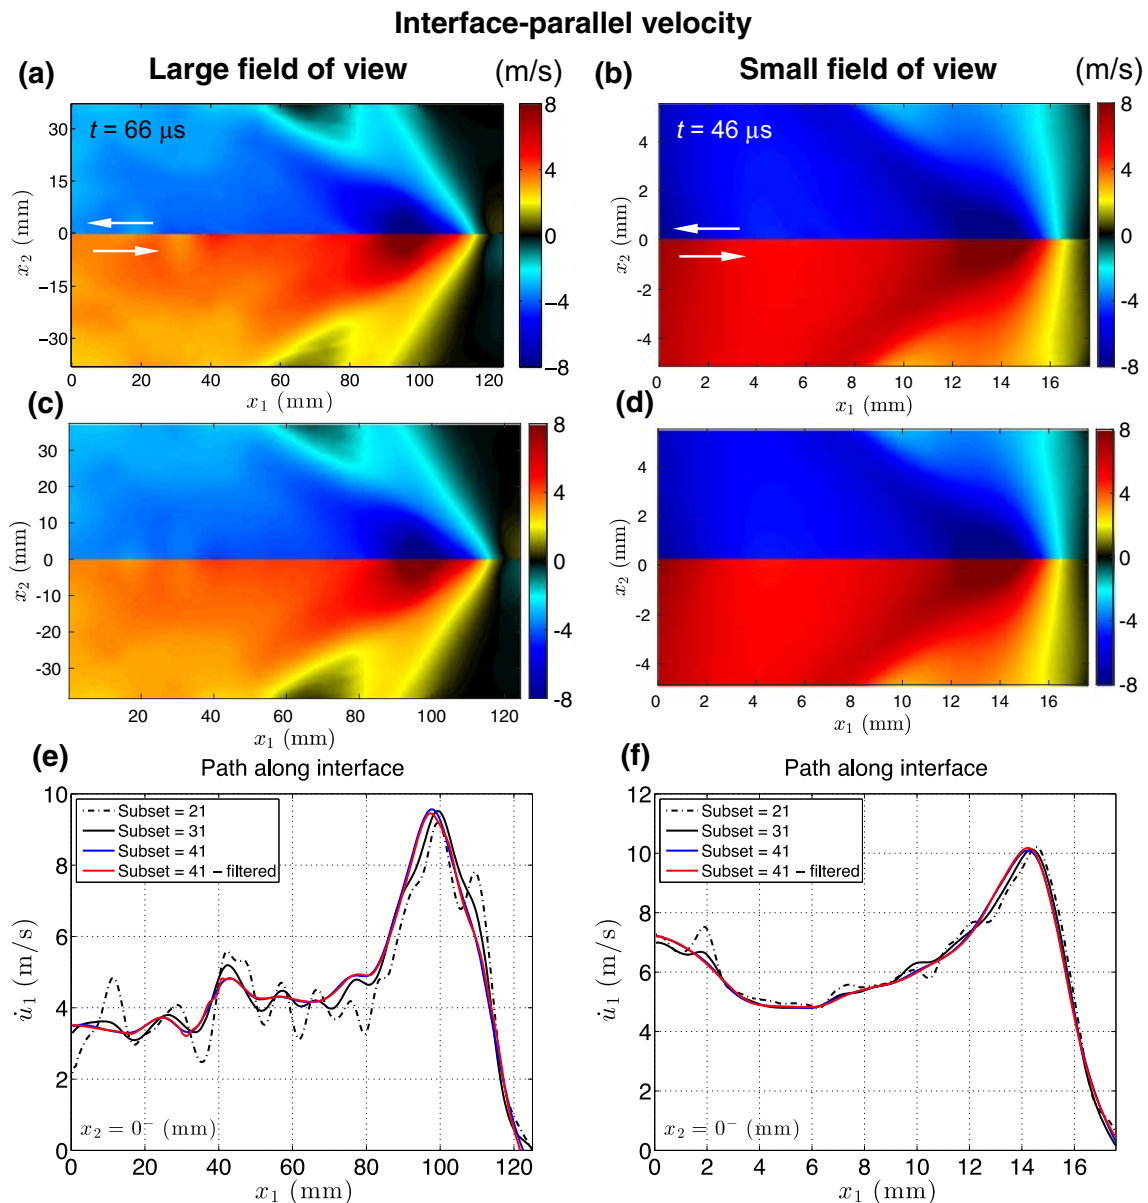 Interface-parallel velocity
(a) Large field of view (m/s)
(b) Small field of view (m/s)
t = 66 μs
30
15
0
−15
−30
x2 (mm)
0 20 40 60 80 100 120
x1 (mm)
8
4
0
−4
−8
t = 46 μs
4
2
0
-2
-4
x2 (mm)
0 2 4 6 8 10 12 14 16
x1 (mm)
8
4
0
-4
-8
(c)
30
20
10
0
-10
-20
-30
x2 (mm)
20 40 60 80 100 120
x1 (mm)
8
4
0
-4
-8
(d)
4
2
0
-2
-4
x2 (mm)
0 2 4 6 8 10 12 14 16
x1 (mm)
8
4
0
-4
-8
(e)
Path along interface
10
8
6
4
2
0
u̇1 (m/s)
Subset = 21
Subset = 31
Subset = 41
Subset = 41 − filtered
x2 = 0− (mm)
0 20 40 60 80 100 120
x1 (mm)
(f)
Path along interface
12
10
8
6
4
2
0
u̇1 (m/s)
Subset = 21
Subset = 31
Subset = 41
Subset = 41 − filtered
x2 = 0− (mm)
0 2 4 6 8 10 12 14 16
x1 (mm)